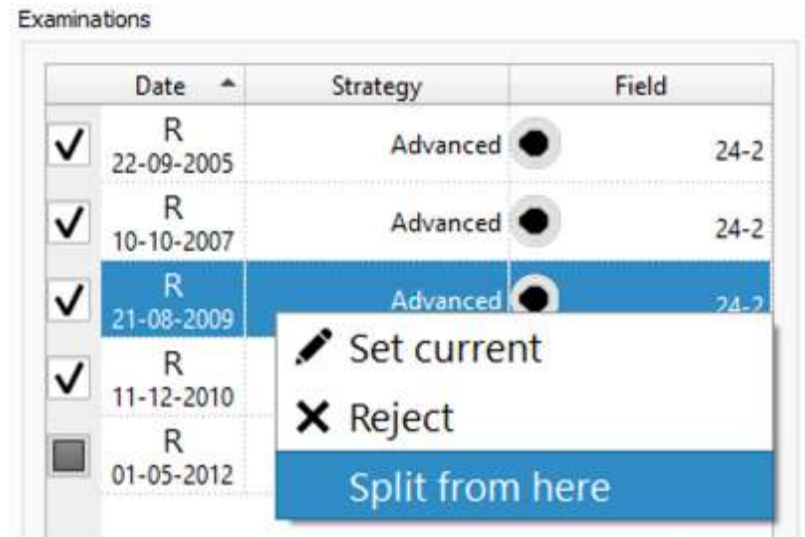 Examinations
Date Strategy Field
R
22-09-2005 Advanced 24-2
R
10-10-2007 Advanced 24-2
R
21-08-2009 Advanced 24-2
Set current
R
11-12-2010
Reject
R
01-05-2012
Split from here